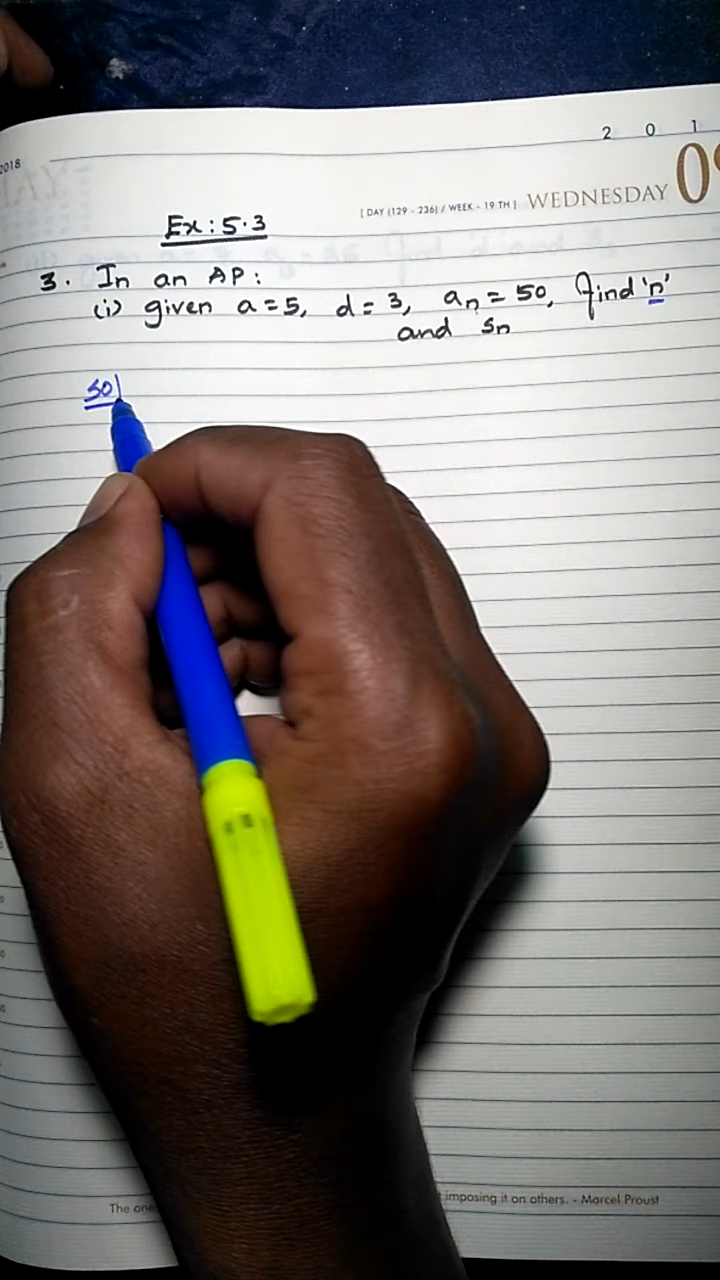 2018
2 0 1
[ DAY (129 - 236) / WEEK - 19 TH ] WEDNESDAY 09
Ex: 5.3
3. In an AP:
(i) given a = 5, d = 3, aₙ = 50, find 'n'
and Sₙ
Sol
The one imposing it on others. - Marcel Proust